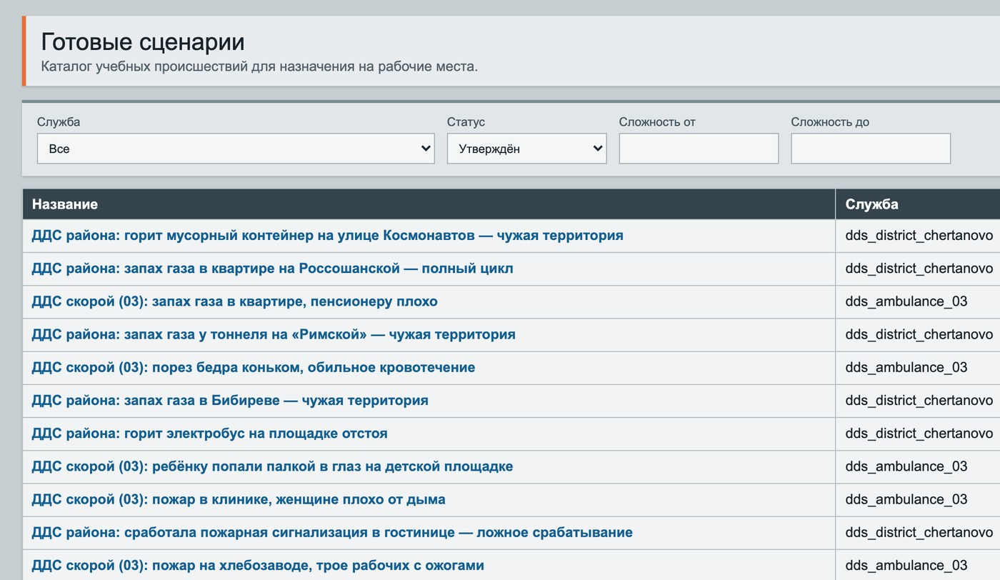 Готовые сценарии
Каталог учебных происшествий для назначения на рабочие места.
Служба Статус Сложность от Сложность до
Все Утверждён
Название Служба
ДДС района: горит мусорный контейнер на улице Космонавтов — чужая территория dds_district_chertanovo
ДДС района: запах газа в квартире на Россошанской — полный цикл dds_district_chertanovo
ДДС скорой (03): запах газа в квартире, пенсионеру плохо dds_ambulance_03
ДДС района: запах газа у тоннеля на «Римской» — чужая территория dds_district_chertanovo
ДДС скорой (03): порез бедра коньком, обильное кровотечение dds_ambulance_03
ДДС района: запах газа в Бибиреве — чужая территория dds_district_chertanovo
ДДС района: горит электробус на площадке отстоя dds_district_chertanovo
ДДС скорой (03): ребёнку попали палкой в глаз на детской площадке dds_ambulance_03
ДДС скорой (03): пожар в клинике, женщине плохо от дыма dds_ambulance_03
ДДС района: сработала пожарная сигнализация в гостинице — ложное срабатывание dds_district_chertanovo
ДДС скорой (03): пожар на хлебозаводе, трое рабочих с ожогами dds_ambulance_03